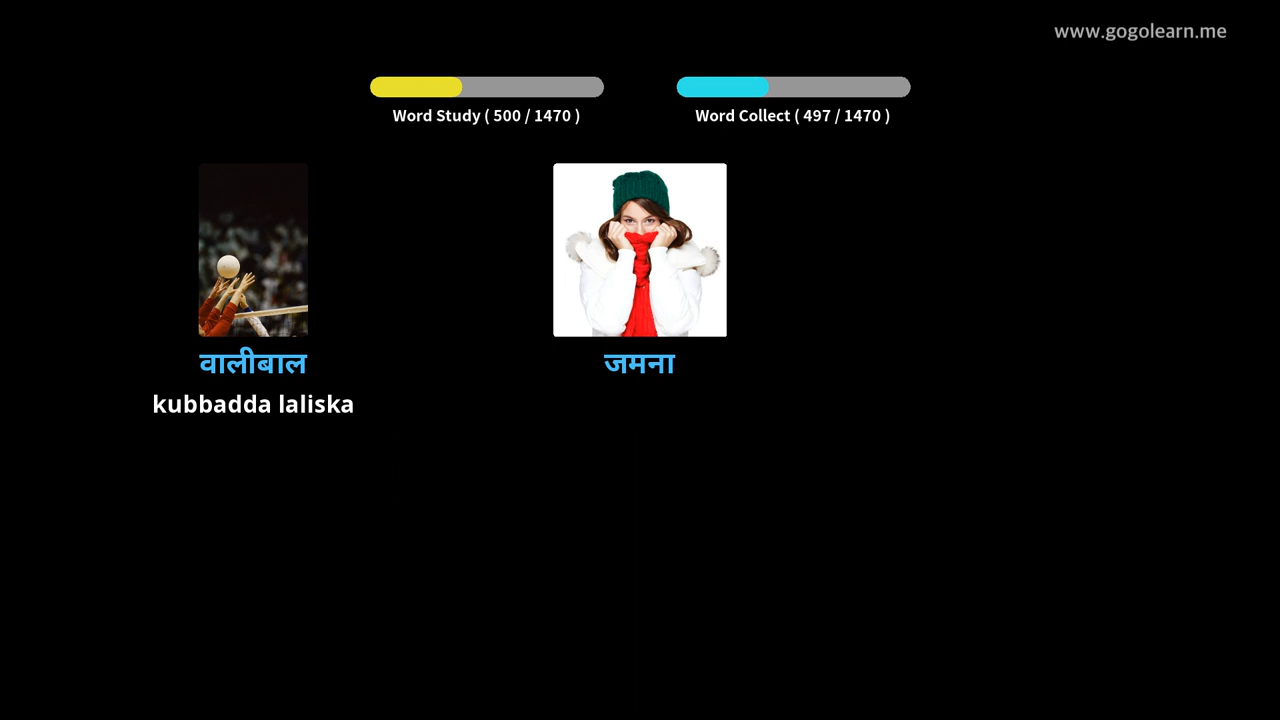 www.gogolearn.me
Word Study ( 500 / 1470 )
Word Collect ( 497 / 1470 )
वालीबाल
जमना
kubbadda laliska